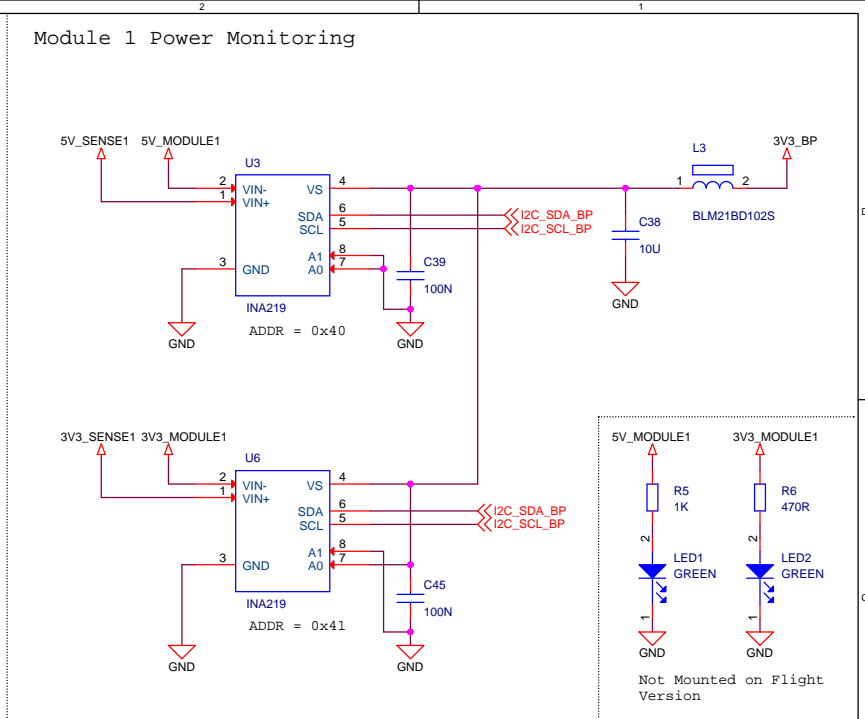 2
1
Module 1 Power Monitoring
5V_SENSE1 5V_MODULE1
U3
2 VIN-
1 VIN+
3 GND
VS 4
SDA 6
SCL 5
A1 8
A0 7
INA219
ADDR = 0x40
GND
C39
100N
GND
I2C_SDA_BP
I2C_SCL_BP
C38
10U
GND
L3
1 2
BLM21BD102S
3V3_BP
D
3V3_SENSE1 3V3_MODULE1
U6
2 VIN-
1 VIN+
3 GND
VS 4
SDA 6
SCL 5
A1 8
A0 7
INA219
ADDR = 0x41
GND
C45
100N
GND
I2C_SDA_BP
I2C_SCL_BP
5V_MODULE1 3V3_MODULE1
R5
1K
R6
470R
2
LED1
GREEN
1
GND
2
LED2
GREEN
1
GND
Not Mounted on Flight
Version
C